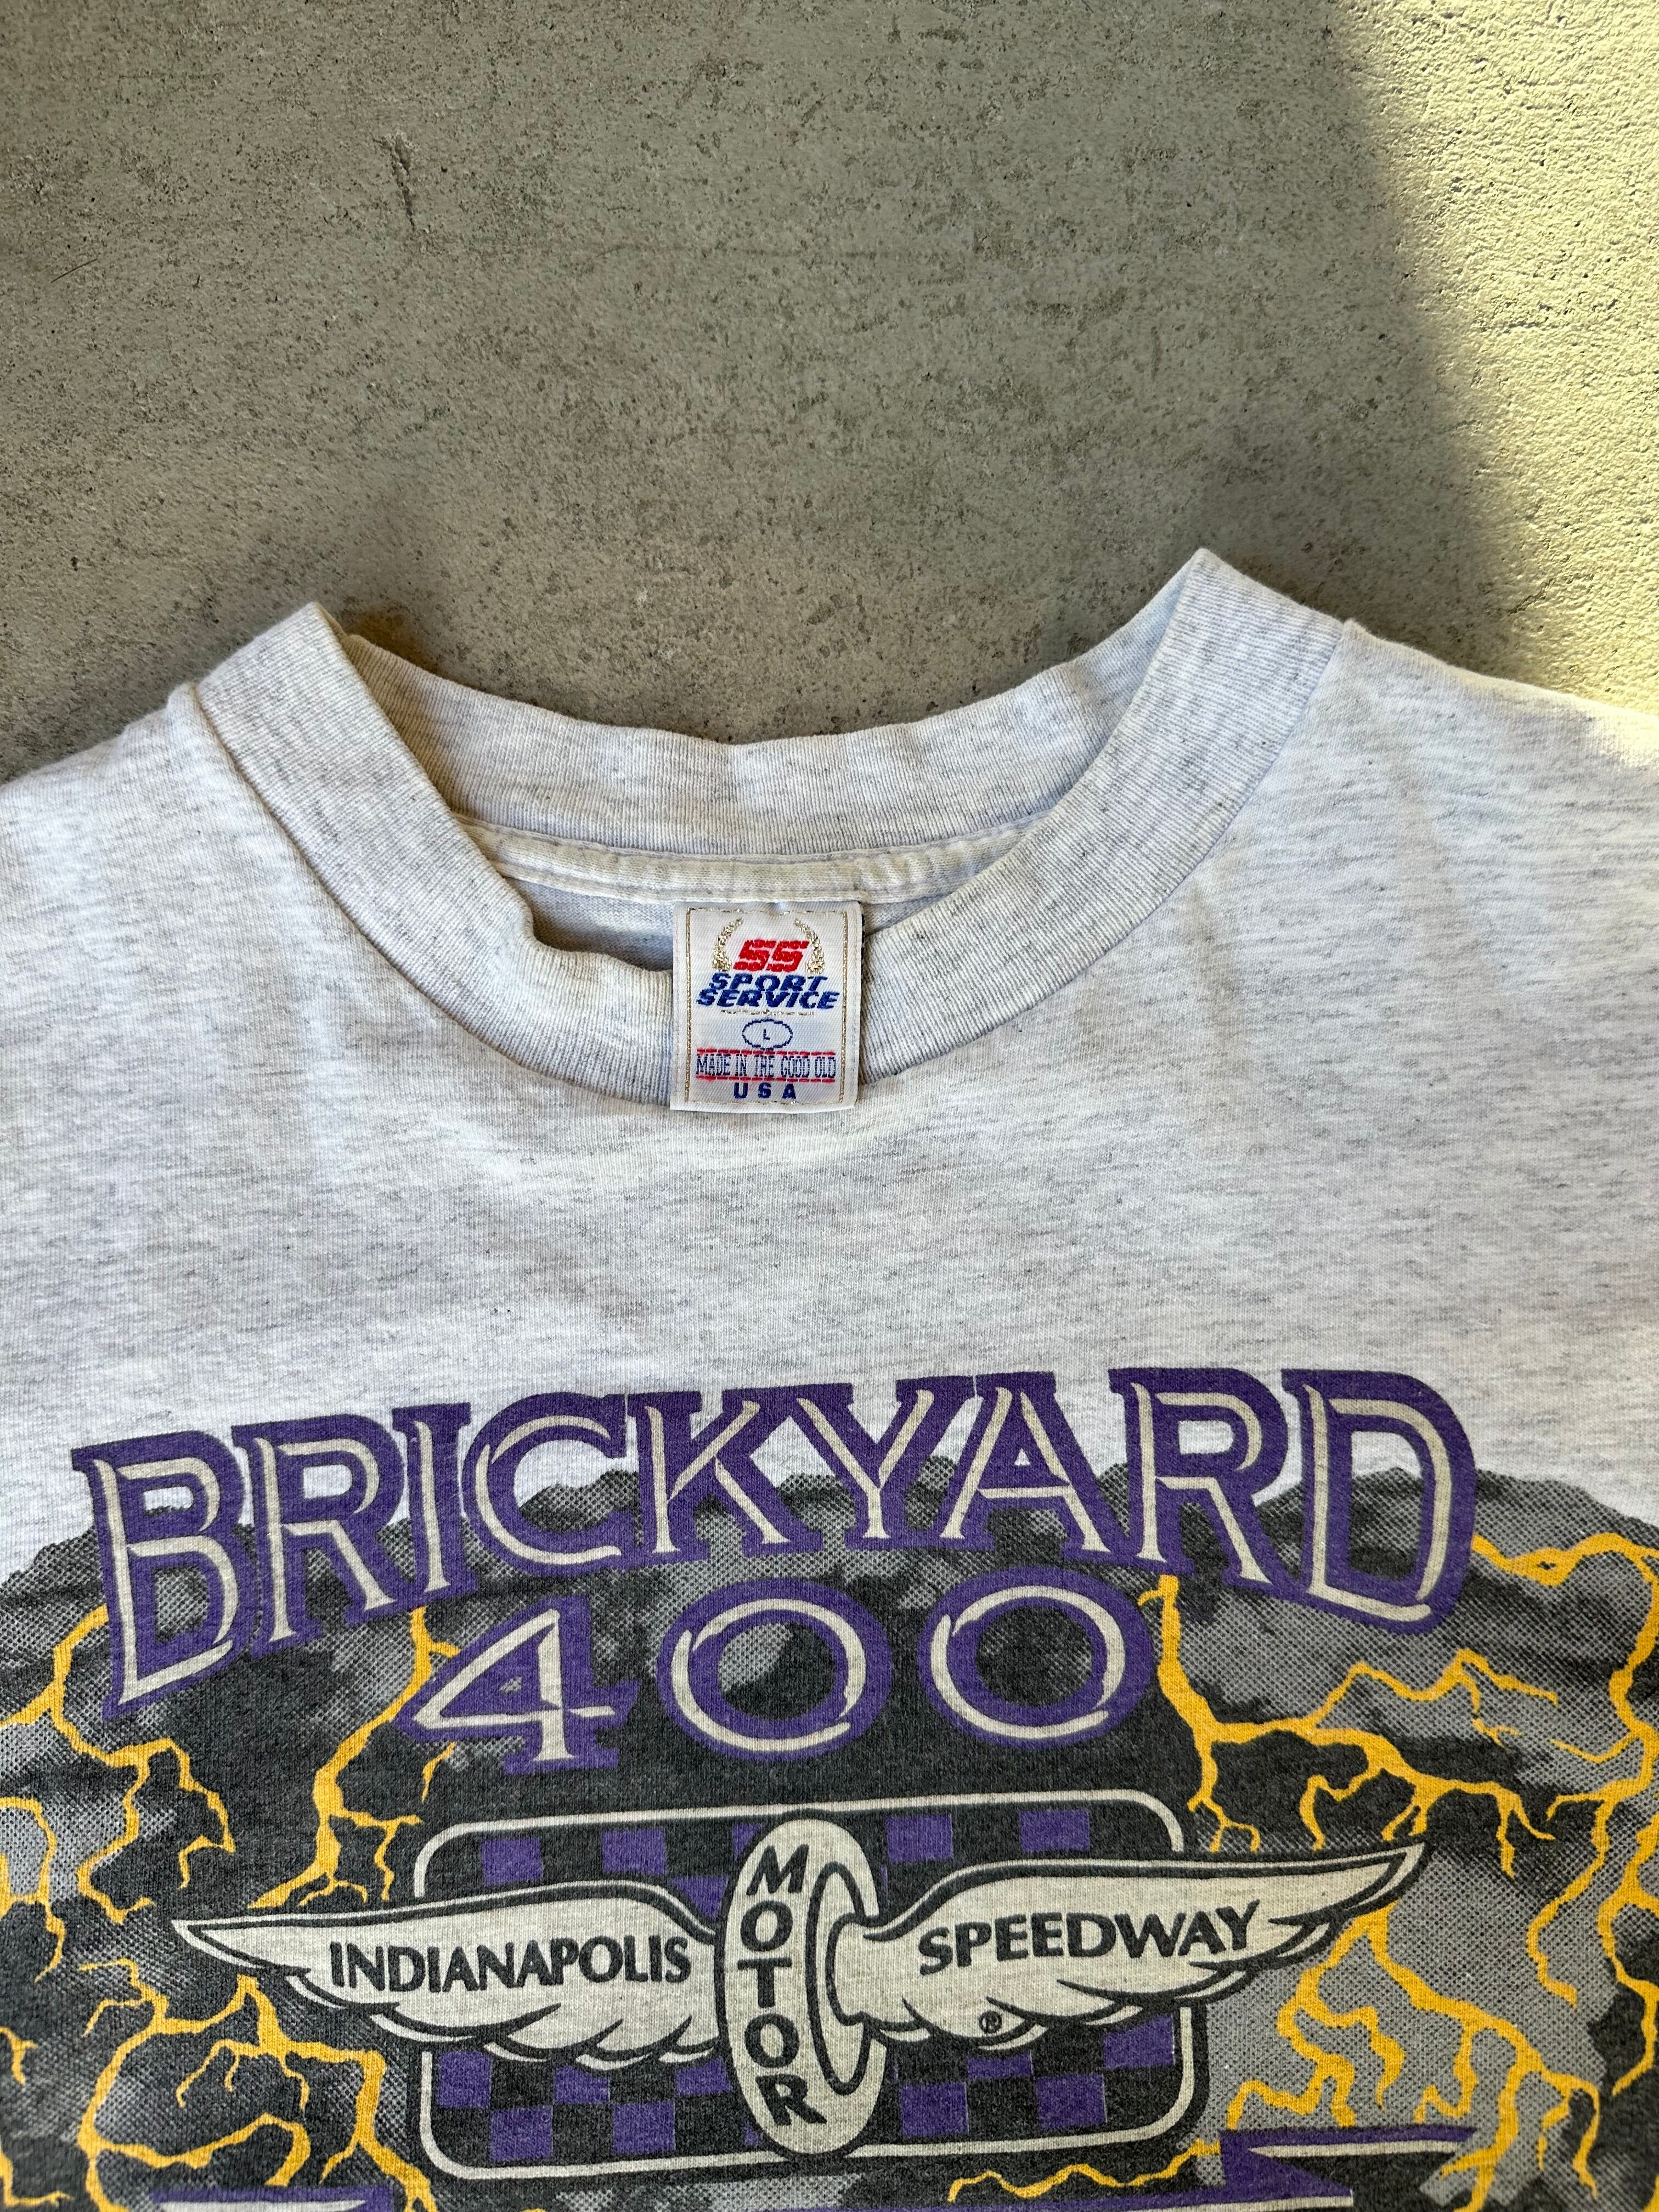 SS
SPORT
SERVICE
L
MADE IN THE GOOD OLD
USA
BRICKYARD
400
INDIANAPOLIS MOTOR SPEEDWAY
®